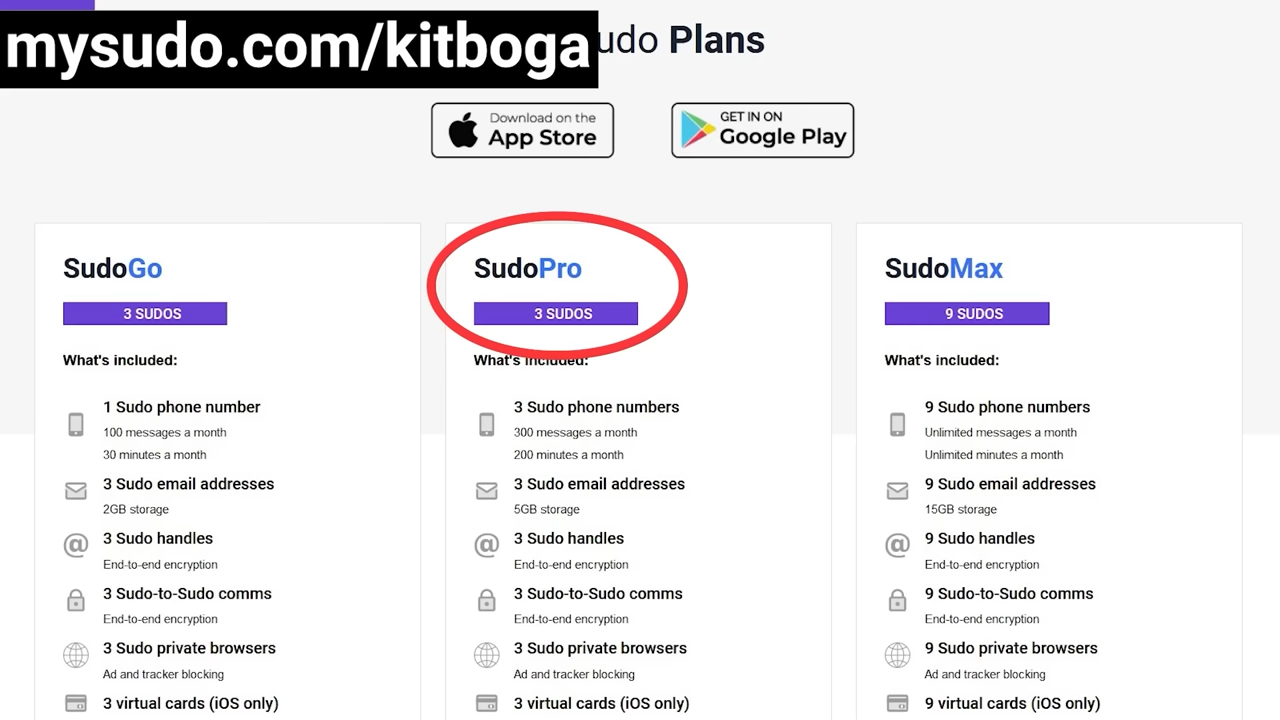 mysudo.com/kitboga
udo Plans
Download on the
App Store
GET IN ON
Google Play
SudoGo
3 SUDOS
What's included:
1 Sudo phone number
100 messages a month
30 minutes a month
3 Sudo email addresses
2GB storage
3 Sudo handles
End-to-end encryption
3 Sudo-to-Sudo comms
End-to-end encryption
3 Sudo private browsers
Ad and tracker blocking
3 virtual cards (iOS only)
SudoPro
3 SUDOS
What's included:
3 Sudo phone numbers
300 messages a month
200 minutes a month
3 Sudo email addresses
5GB storage
3 Sudo handles
End-to-end encryption
3 Sudo-to-Sudo comms
End-to-end encryption
3 Sudo private browsers
Ad and tracker blocking
3 virtual cards (iOS only)
SudoMax
9 SUDOS
What's included:
9 Sudo phone numbers
Unlimited messages a month
Unlimited minutes a month
9 Sudo email addresses
15GB storage
9 Sudo handles
End-to-end encryption
9 Sudo-to-Sudo comms
End-to-end encryption
9 Sudo private browsers
Ad and tracker blocking
9 virtual cards (iOS only)